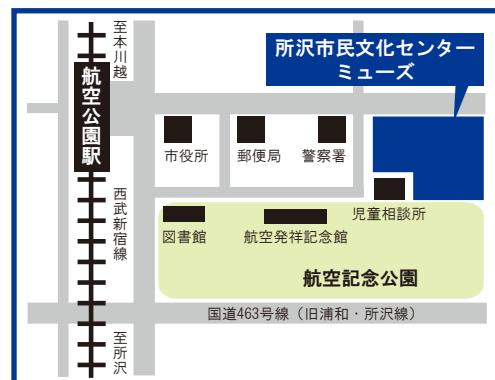 至本川越
所沢市民文化センター
ミューズ
航空公園駅
市役所
郵便局
警察署
西武新宿線
児童相談所
図書館
航空発祥記念館
航空記念公園
国道463号線（旧浦和・所沢線）
至所沢